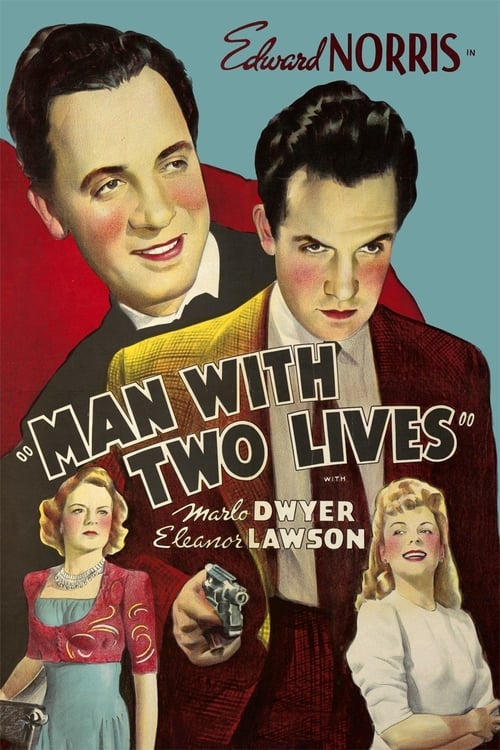 Edward NORRIS IN
"MAN WITH
TWO LIVES"
WITH
Marlo DWYER
Eleanor LAWSON